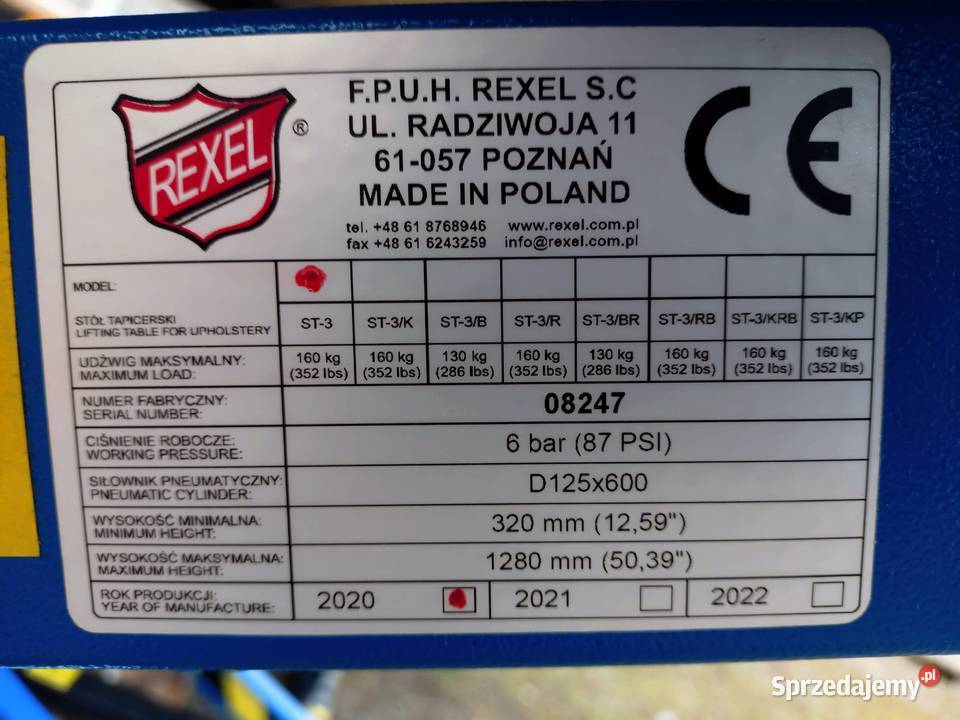 REXEL
®
F.P.U.H. REXEL S.C
UL. RADZIWOJA 11
61-057 POZNAŃ
MADE IN POLAND
tel. +48 61 8768946 www.rexel.com.pl
fax +48 61 6243259 info@rexel.com.pl
CE
MODEL:
STÓŁ TAPICERSKI
LIFTING TABLE FOR UPHOLSTERY
ST-3 ST-3/K ST-3/B ST-3/R ST-3/BR ST-3/RB ST-3/KRB ST-3/KP
UDŹWIG MAKSYMALNY: 160 kg 160 kg 130 kg 160 kg 130 kg 160 kg 160 kg 160 kg
MAXIMUM LOAD: (352 lbs) (352 lbs) (286 lbs) (352 lbs) (286 lbs) (352 lbs) (352 lbs) (352 lbs)
NUMER FABRYCZNY:
SERIAL NUMBER:
08247
CIŚNIENIE ROBOCZE:
WORKING PRESSURE:
6 bar (87 PSI)
SIŁOWNIK PNEUMATYCZNY:
PNEUMATIC CYLINDER:
D125x600
WYSOKOŚĆ MINIMALNA:
MINIMUM HEIGHT:
320 mm (12,59")
WYSOKOŚĆ MAKSYMALNA:
MAXIMUM HEIGHT:
1280 mm (50,39")
ROK PRODUKCJI:
YEAR OF MANUFACTURE:
2020 2021 2022
Sprzedajemy.pl